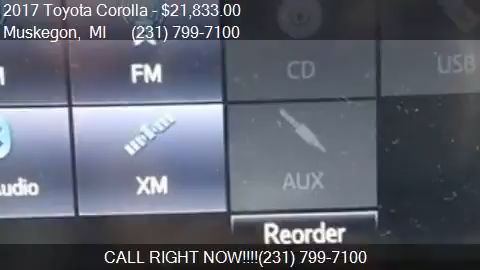 2017 Toyota Corolla - $21,833.00
Muskegon, MI (231) 799-7100
M FM CD USB
udio XM AUX
Reorder
CALL RIGHT NOW!!!!(231) 799-7100